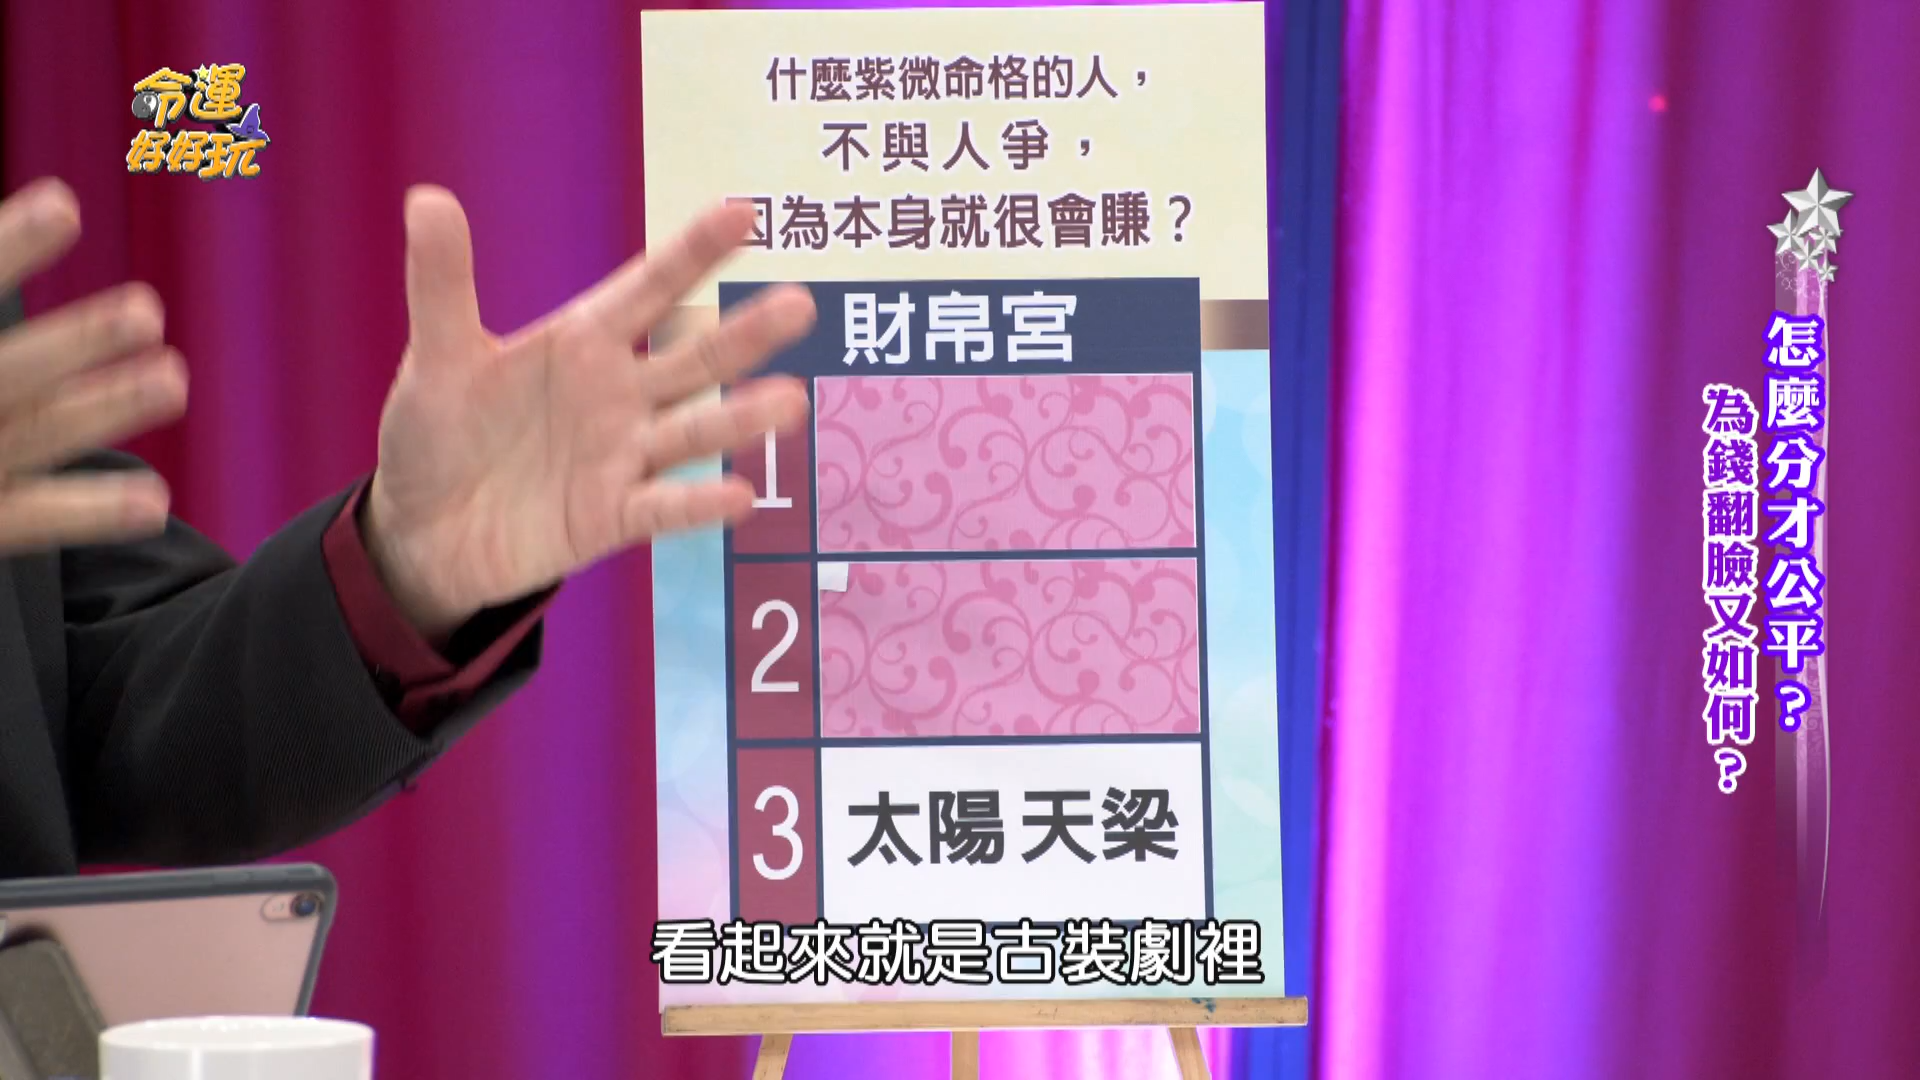 命運
好好玩
什麼紫微命格的人，
不與人爭，
因為本身就很會賺？
財帛宮
1
2
3 太陽 天梁
怎麼分才公平？
為錢翻臉又如何？
看起來就是古裝劇裡